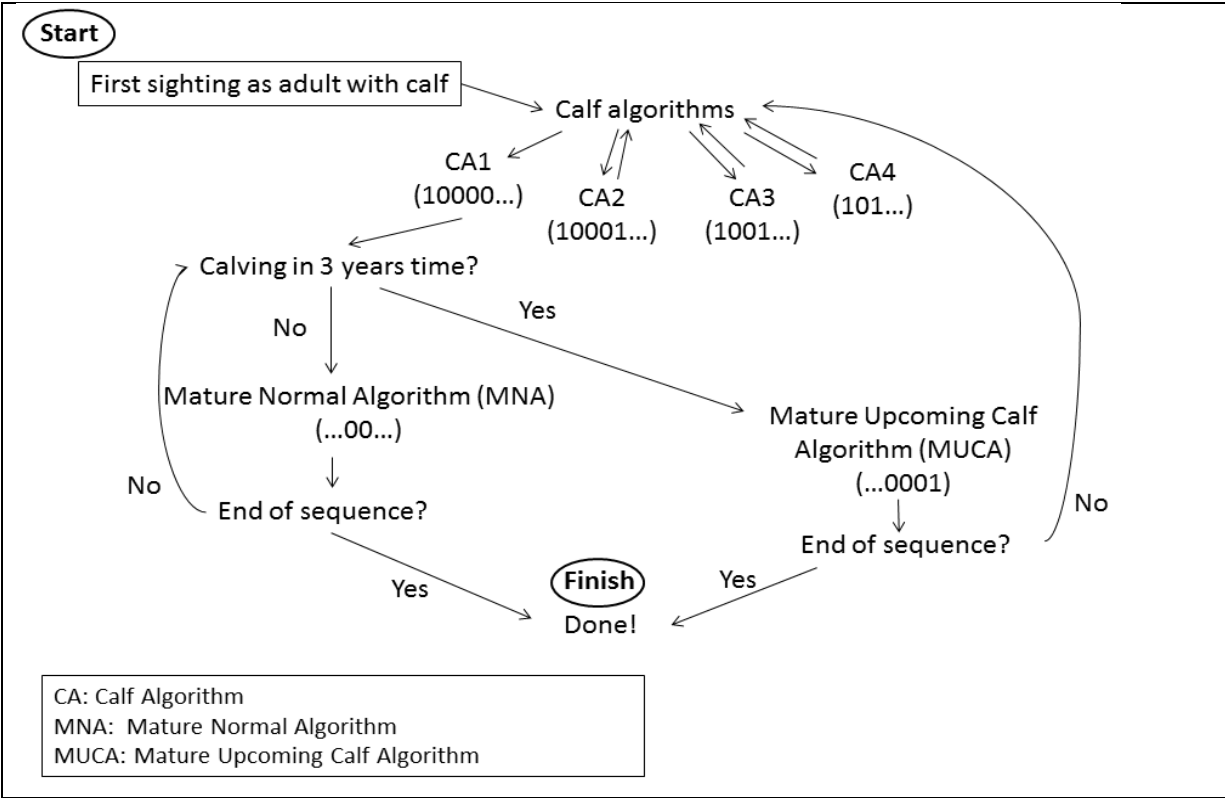 Start
First sighting as adult with calf
Calf algorithms
CA1
(10000...)
CA2
(10001...)
CA3
(1001...)
CA4
(101...)
Calving in 3 years time?
No
Yes
Mature Normal Algorithm (MNA)
(...00...)
Mature Upcoming Calf
Algorithm (MUCA)
(...0001)
No
End of sequence?
No
End of sequence?
Yes
Finish
Yes
Done!
CA: Calf Algorithm
MNA: Mature Normal Algorithm
MUCA: Mature Upcoming Calf Algorithm